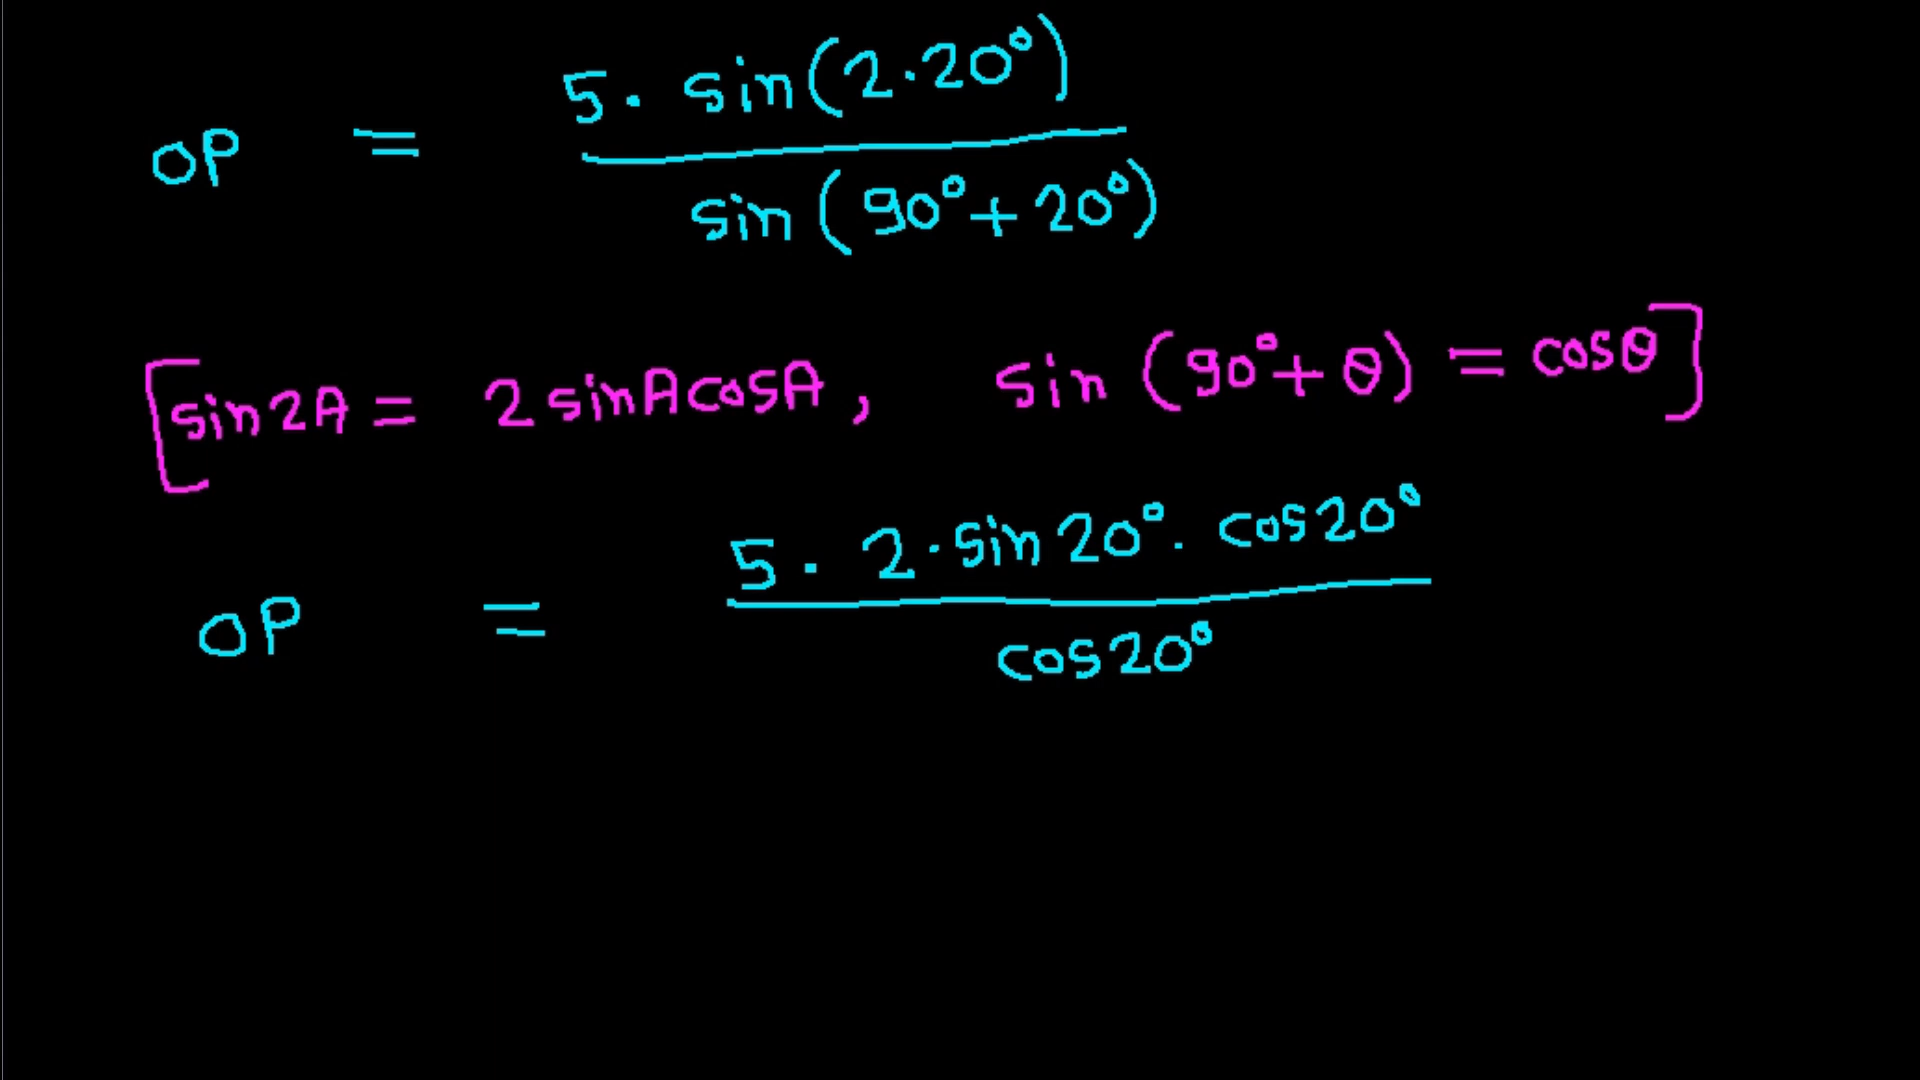 OP = 5· sin(2·20°) / sin(90°+20°)
[sin2A = 2sinAcosA, sin(90°+θ) = cosθ]
OP = 5·2·sin20°·cos20° / cos20°